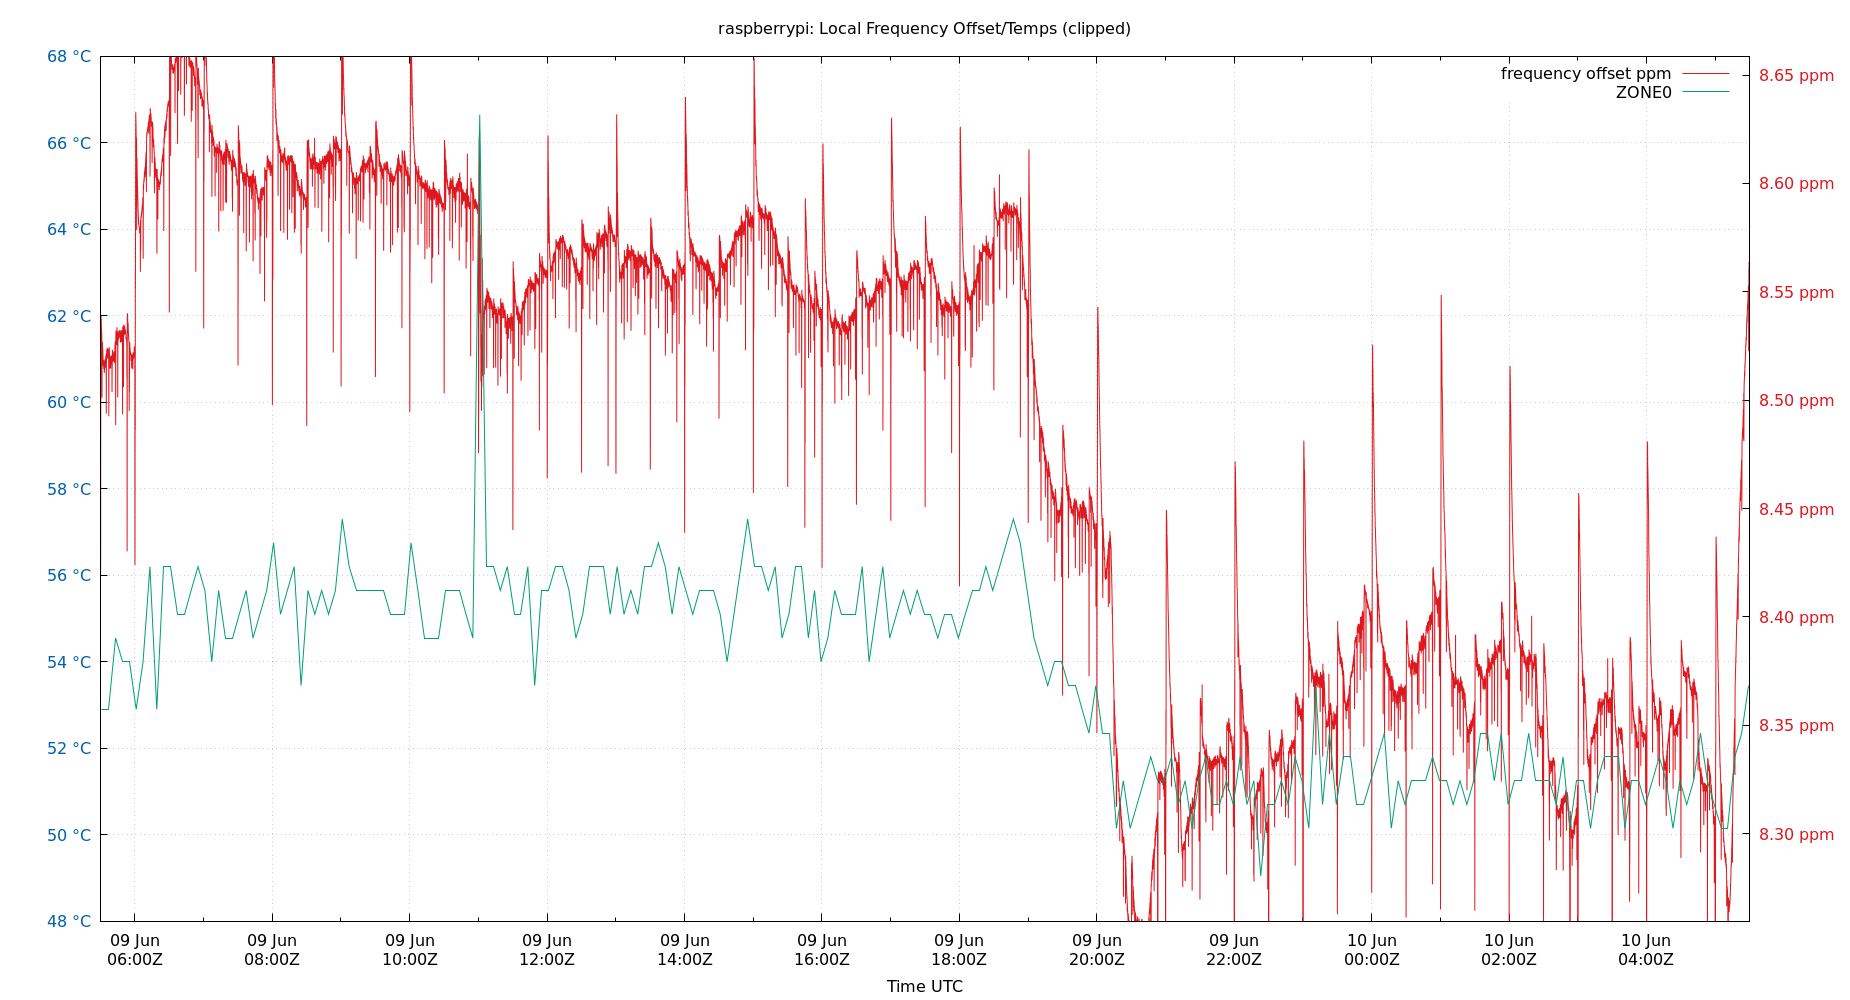 raspberrypi: Local Frequency Offset/Temps (clipped)
frequency offset ppm
ZONE0
68 °C
66 °C
64 °C
62 °C
60 °C
58 °C
56 °C
54 °C
52 °C
50 °C
48 °C
8.65 ppm
8.60 ppm
8.55 ppm
8.50 ppm
8.45 ppm
8.40 ppm
8.35 ppm
8.30 ppm
09 Jun 09 Jun 09 Jun 09 Jun 09 Jun 09 Jun 09 Jun 09 Jun 09 Jun 10 Jun 10 Jun 10 Jun
06:00Z 08:00Z 10:00Z 12:00Z 14:00Z 16:00Z 18:00Z 20:00Z 22:00Z 00:00Z 02:00Z 04:00Z
Time UTC